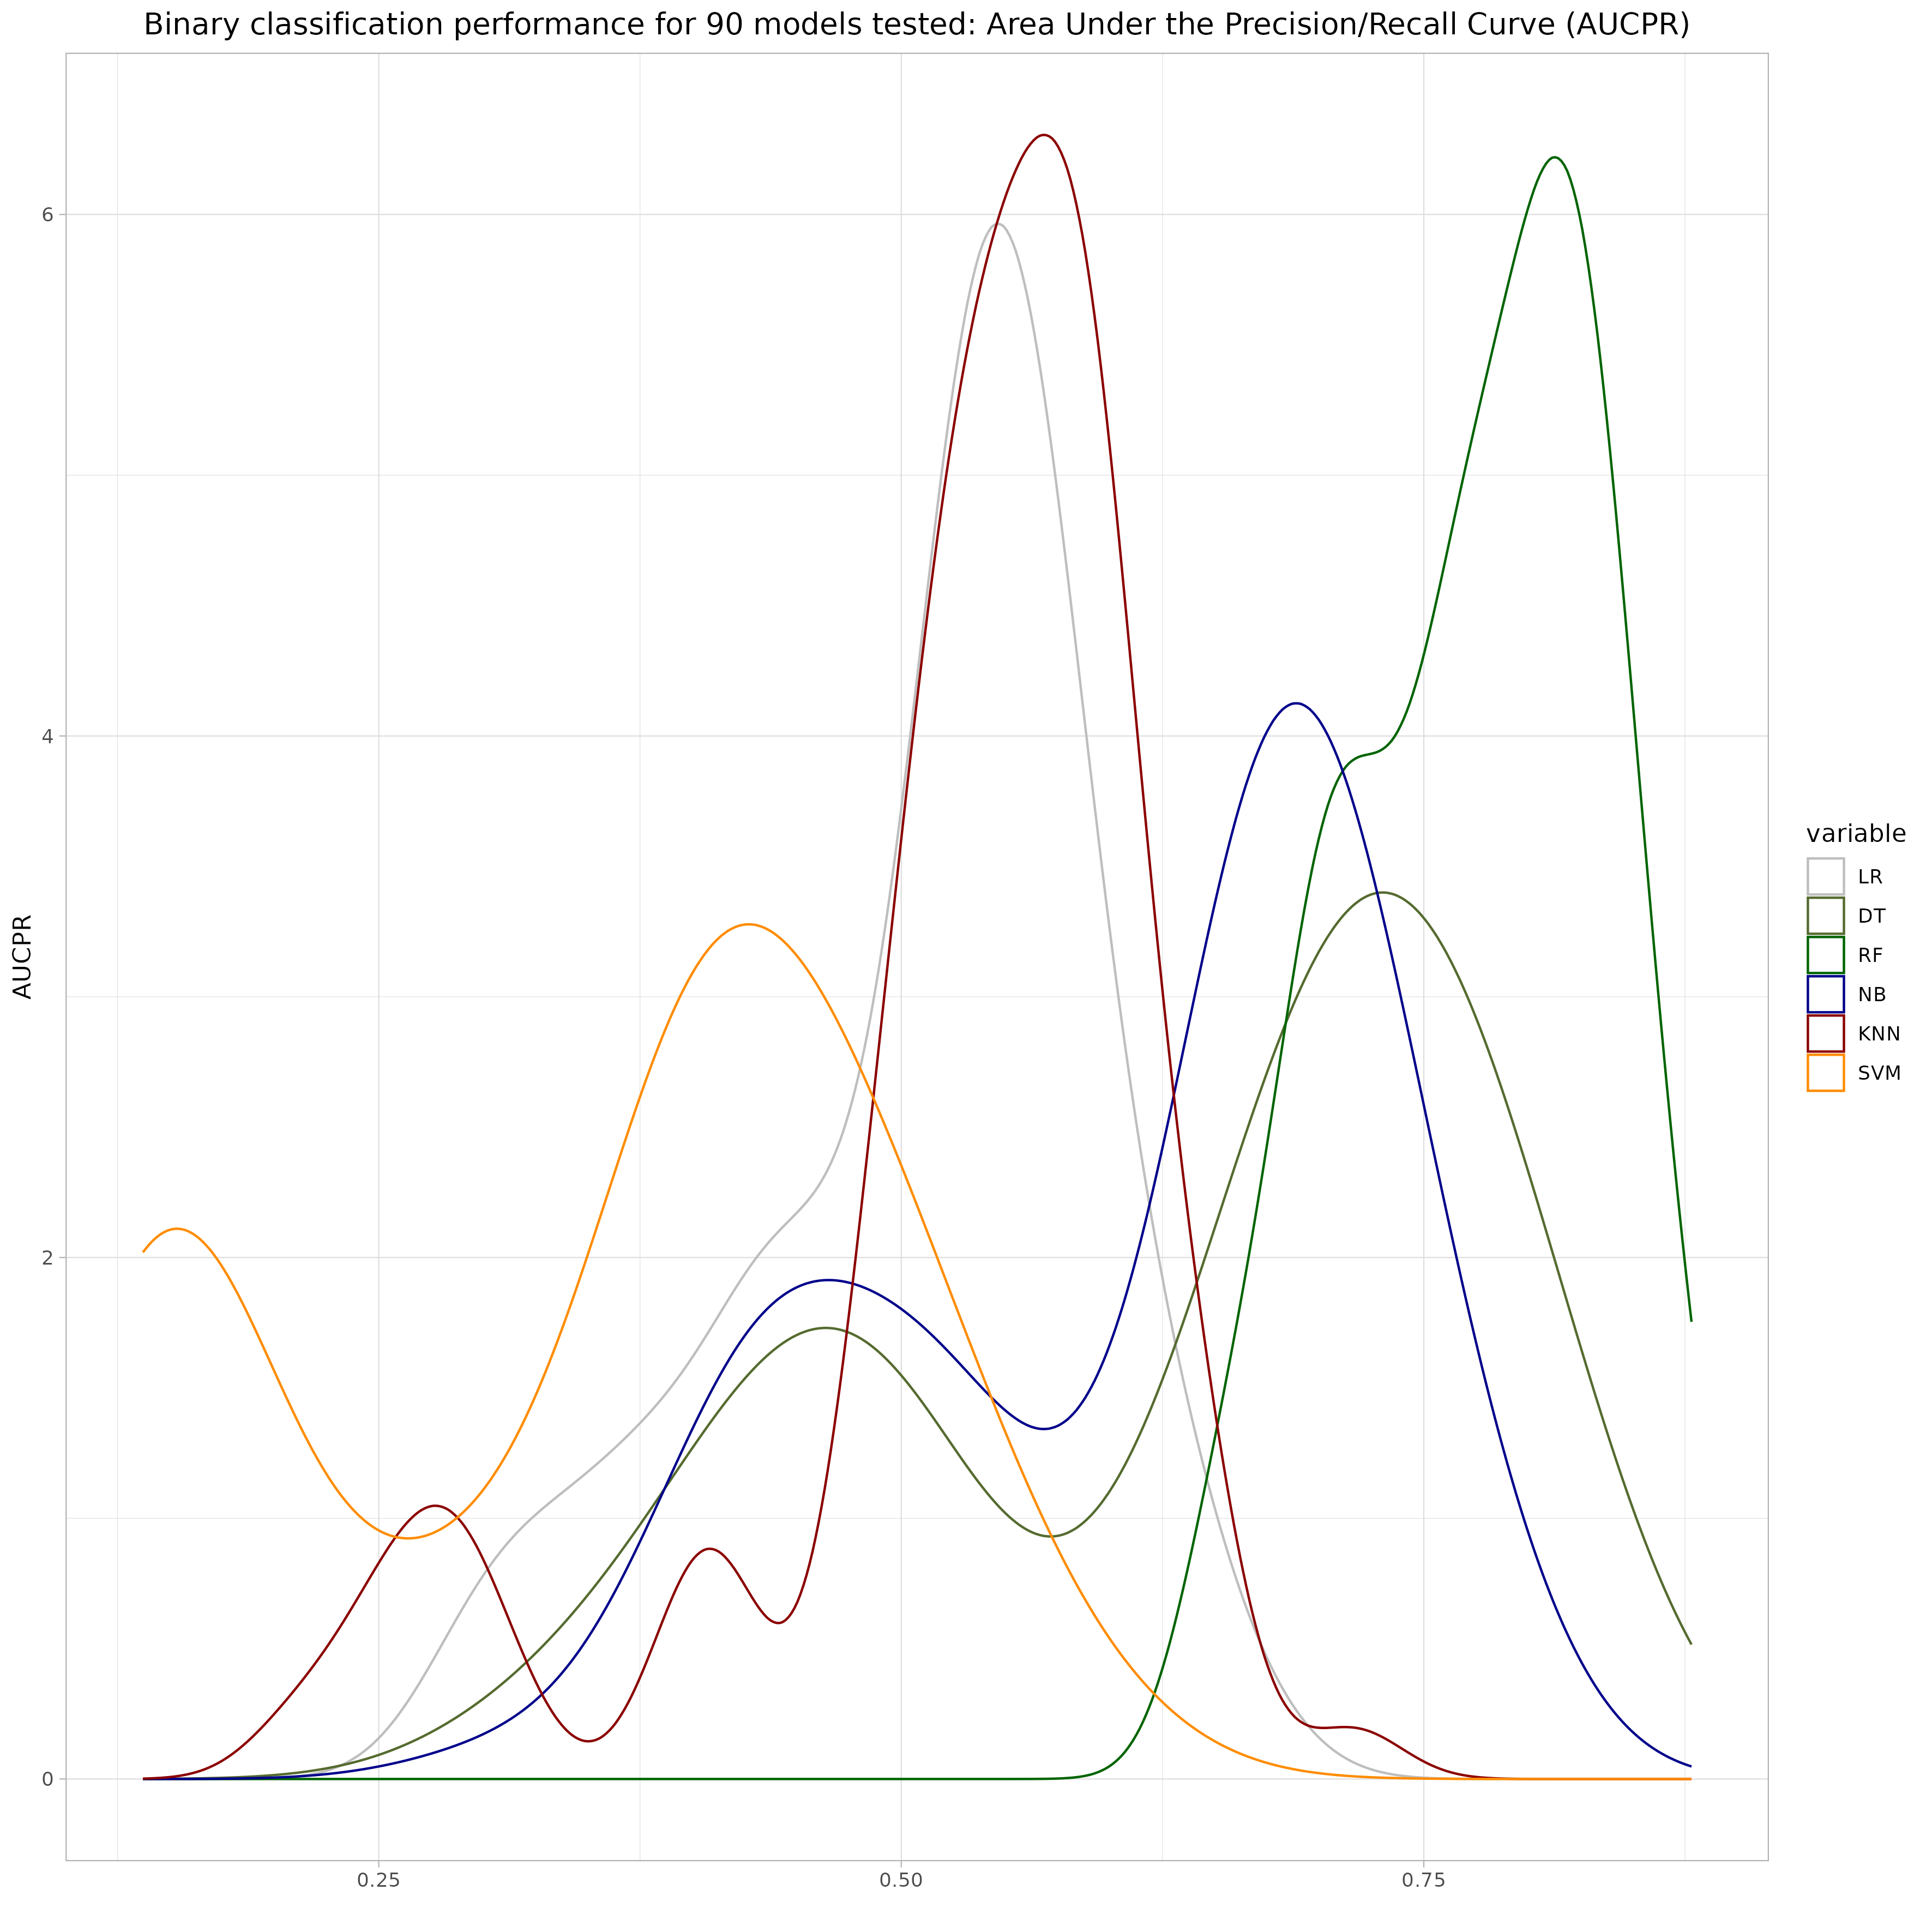 Binary classification performance for 90 models tested: Area Under the Precision/Recall Curve (AUCPR)
6
4
2
0
AUCPR
0.25 0.50 0.75
variable
LR
DT
RF
NB
KNN
SVM